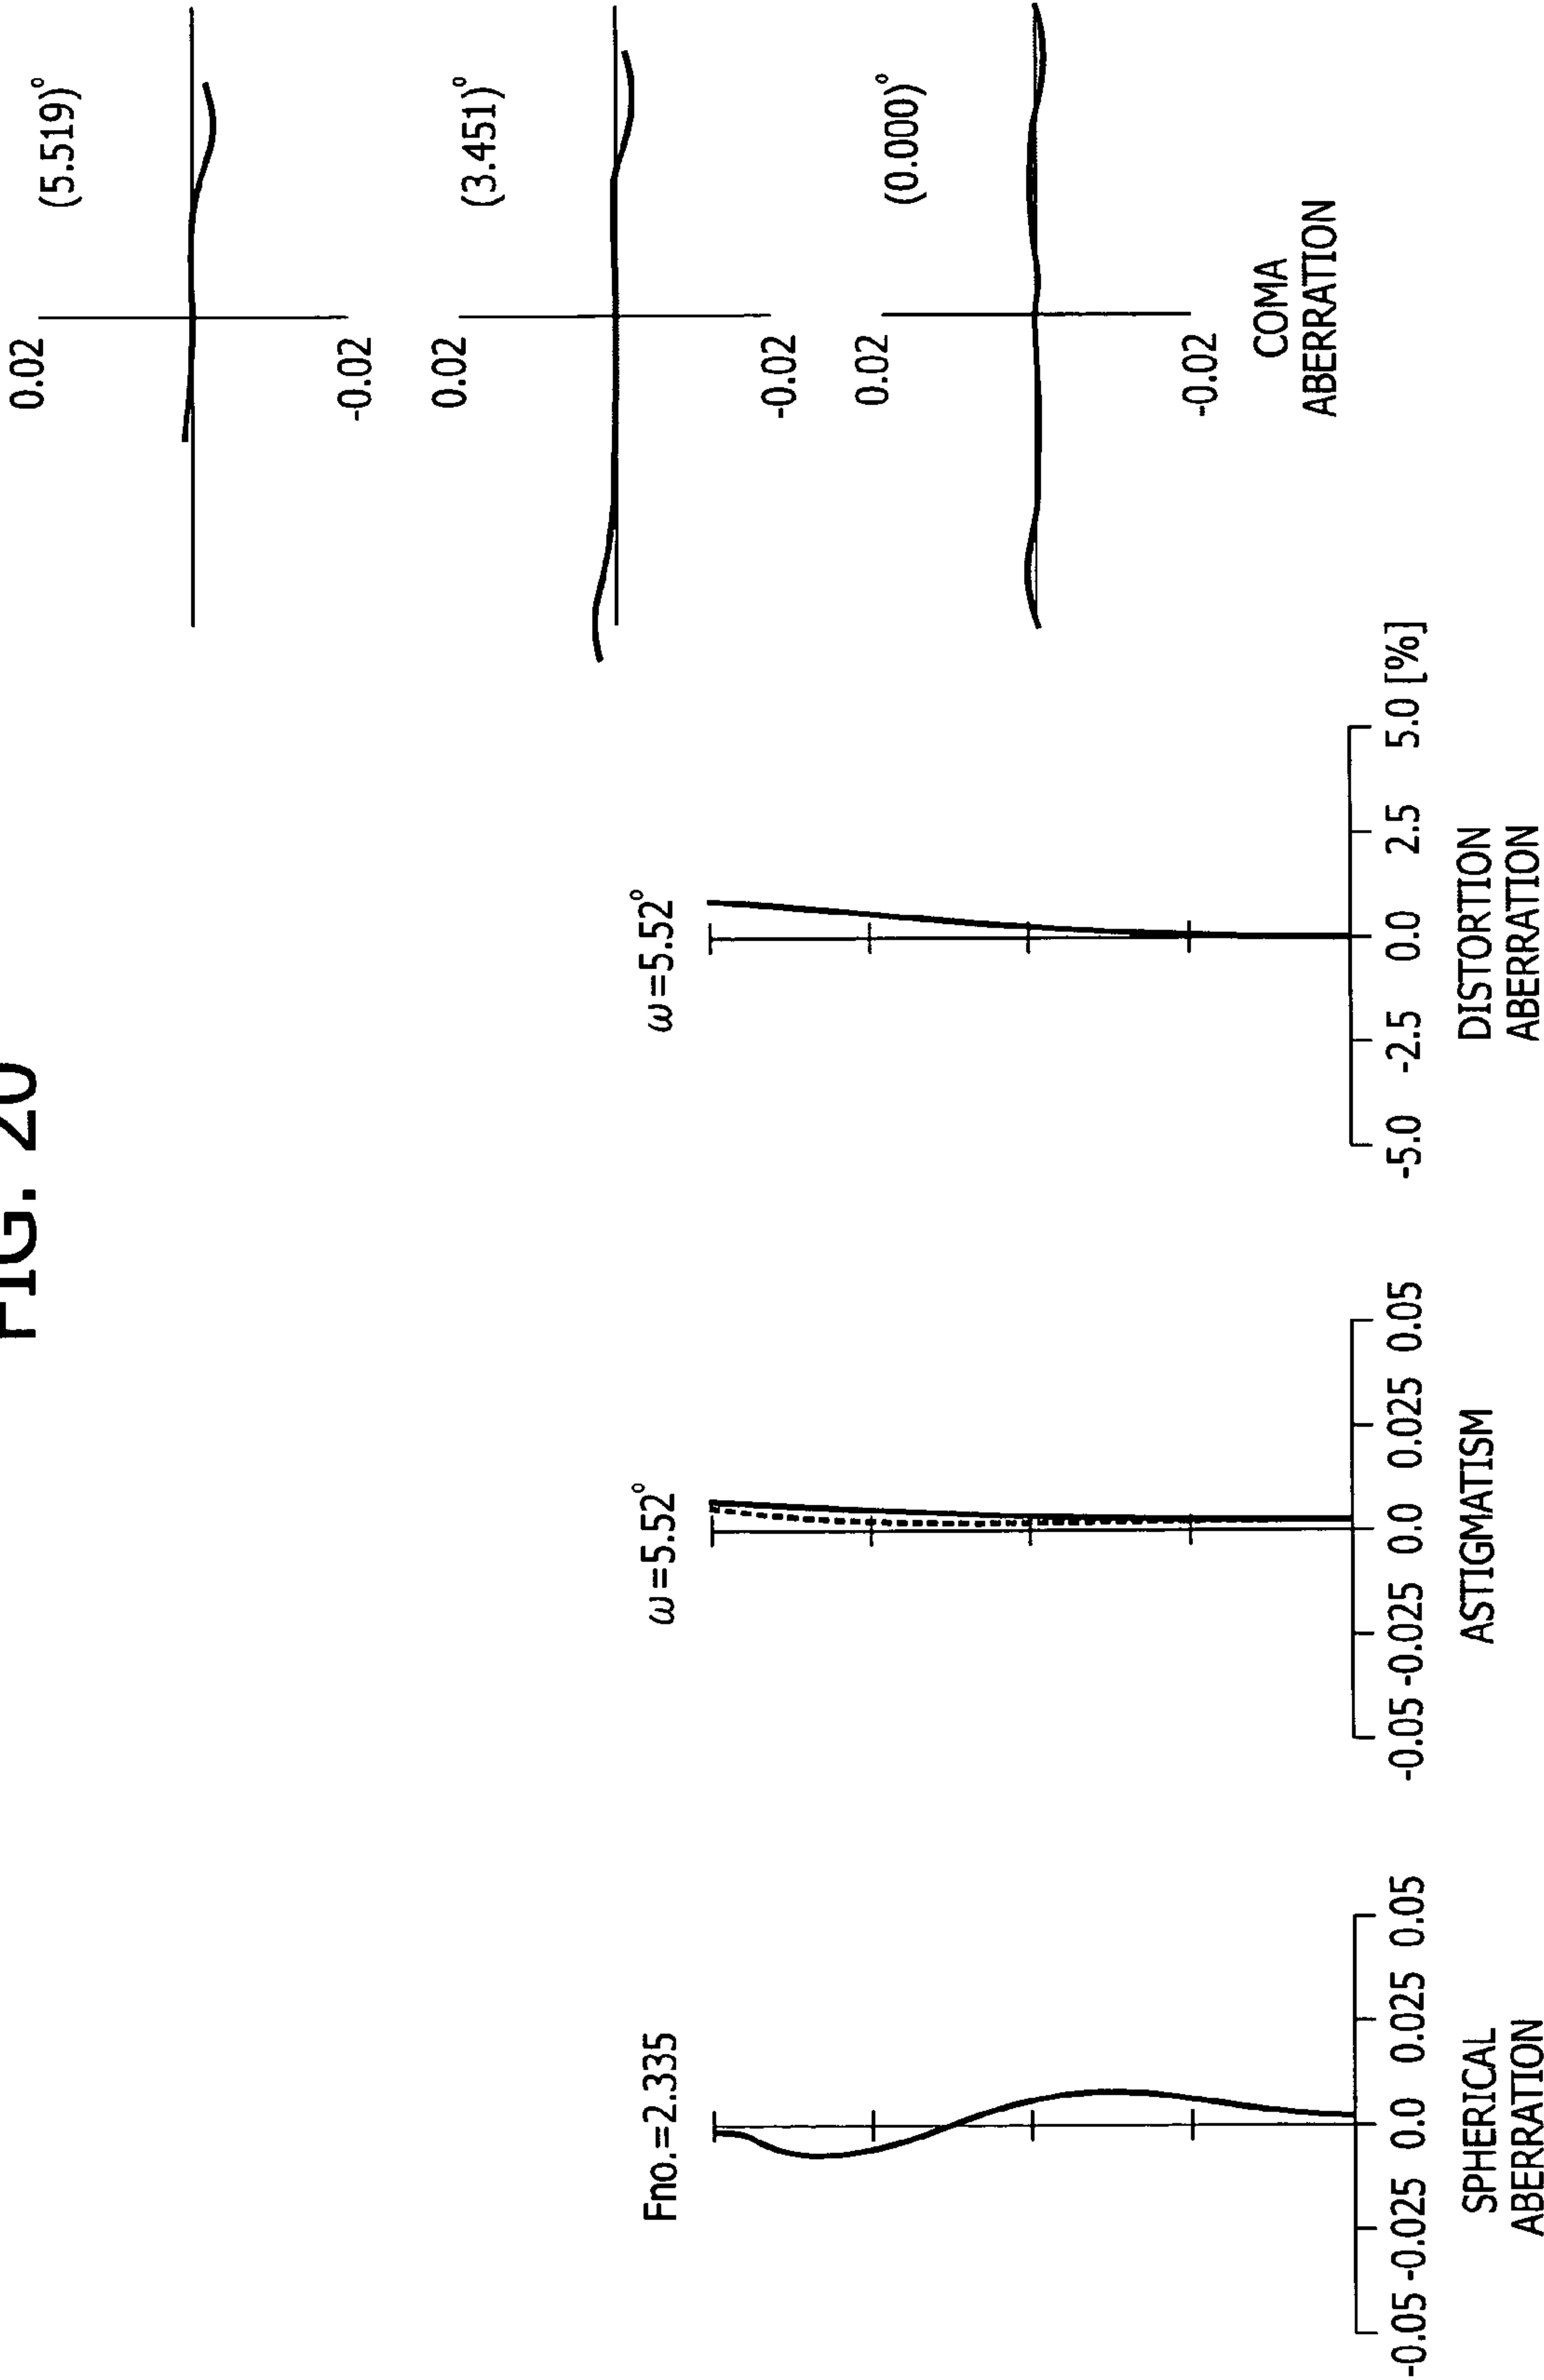 FIG. 20
Fno.=2.335
-0.05 -0.025 0.0 0.025 0.05
SPHERICAL
ABERRATION
ω=5.52°
-0.05 -0.025 0.0 0.025 0.05
ASTIGMATISM
ω=5.52°
-5.0 -2.5 0.0 2.5 5.0 [%]
DISTORTION
ABERRATION
0.02
(5.519)°
-0.02
0.02
(3.451)°
-0.02
0.02
(0.000)°
-0.02
COMA
ABERRATION